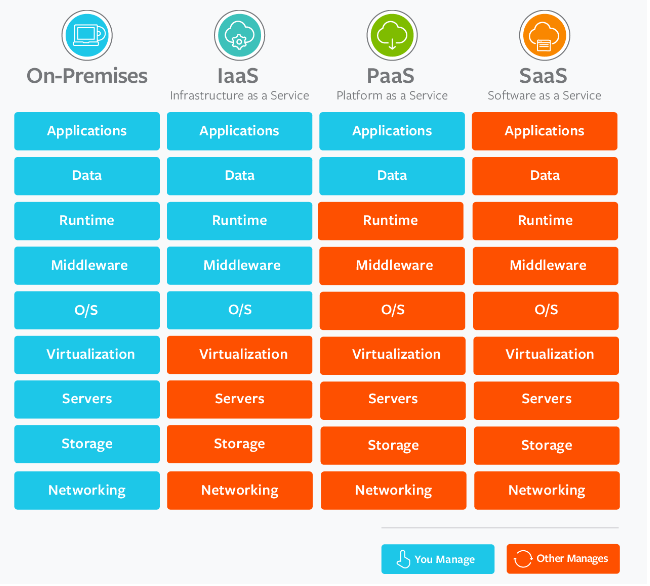 On-Premises IaaS PaaS SaaS
Infrastructure as a Service Platform as a Service Software as a Service
Applications Applications Applications Applications
Data Data Data Data
Runtime Runtime Runtime Runtime
Middleware Middleware Middleware Middleware
O/S O/S O/S O/S
Virtualization Virtualization Virtualization Virtualization
Servers Servers Servers Servers
Storage Storage Storage Storage
Networking Networking Networking Networking
You Manage Other Manages